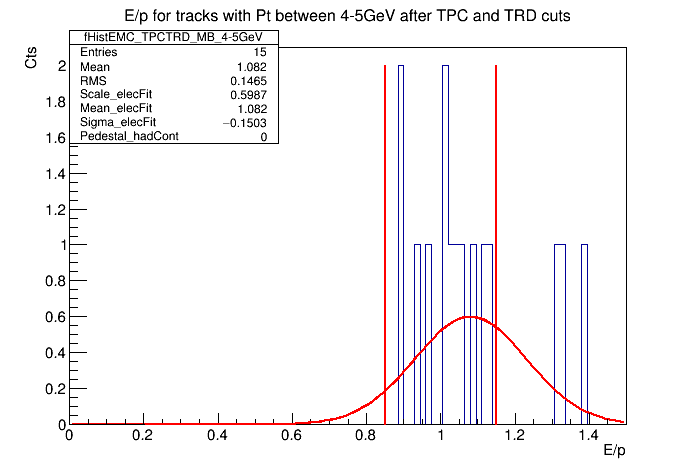 E/p for tracks with Pt between 4-5GeV after TPC and TRD cuts
fHistEMC_TPCTRD_MB_4-5GeV
Entries 15
Mean 1.082
RMS 0.1465
Scale_elecFit 0.5987
Mean_elecFit 1.082
Sigma_elecFit −0.1503
Pedestal_hadCont 0
Cts
2
1.8
1.6
1.4
1.2
1
0.8
0.6
0.4
0.2
0
0 0.2 0.4 0.6 0.8 1 1.2 1.4
E/p